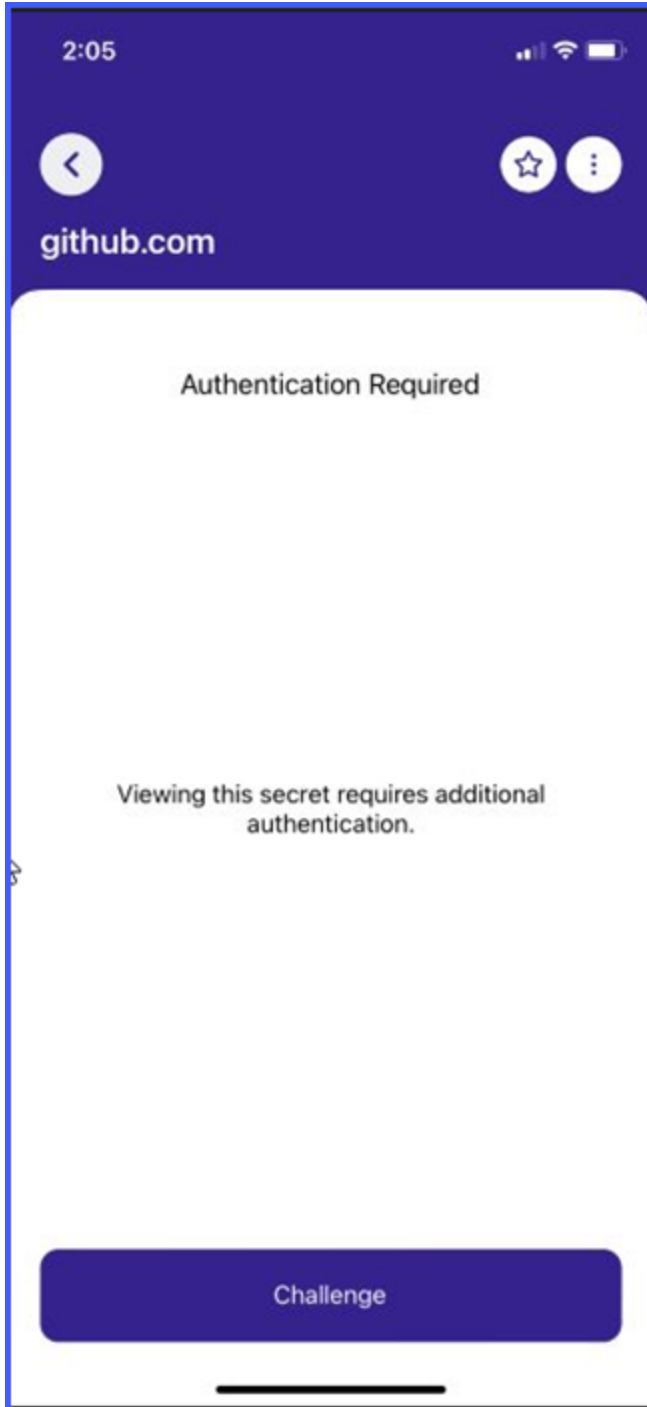 2:05
github.com
Authentication Required
Viewing this secret requires additional
authentication.
Challenge